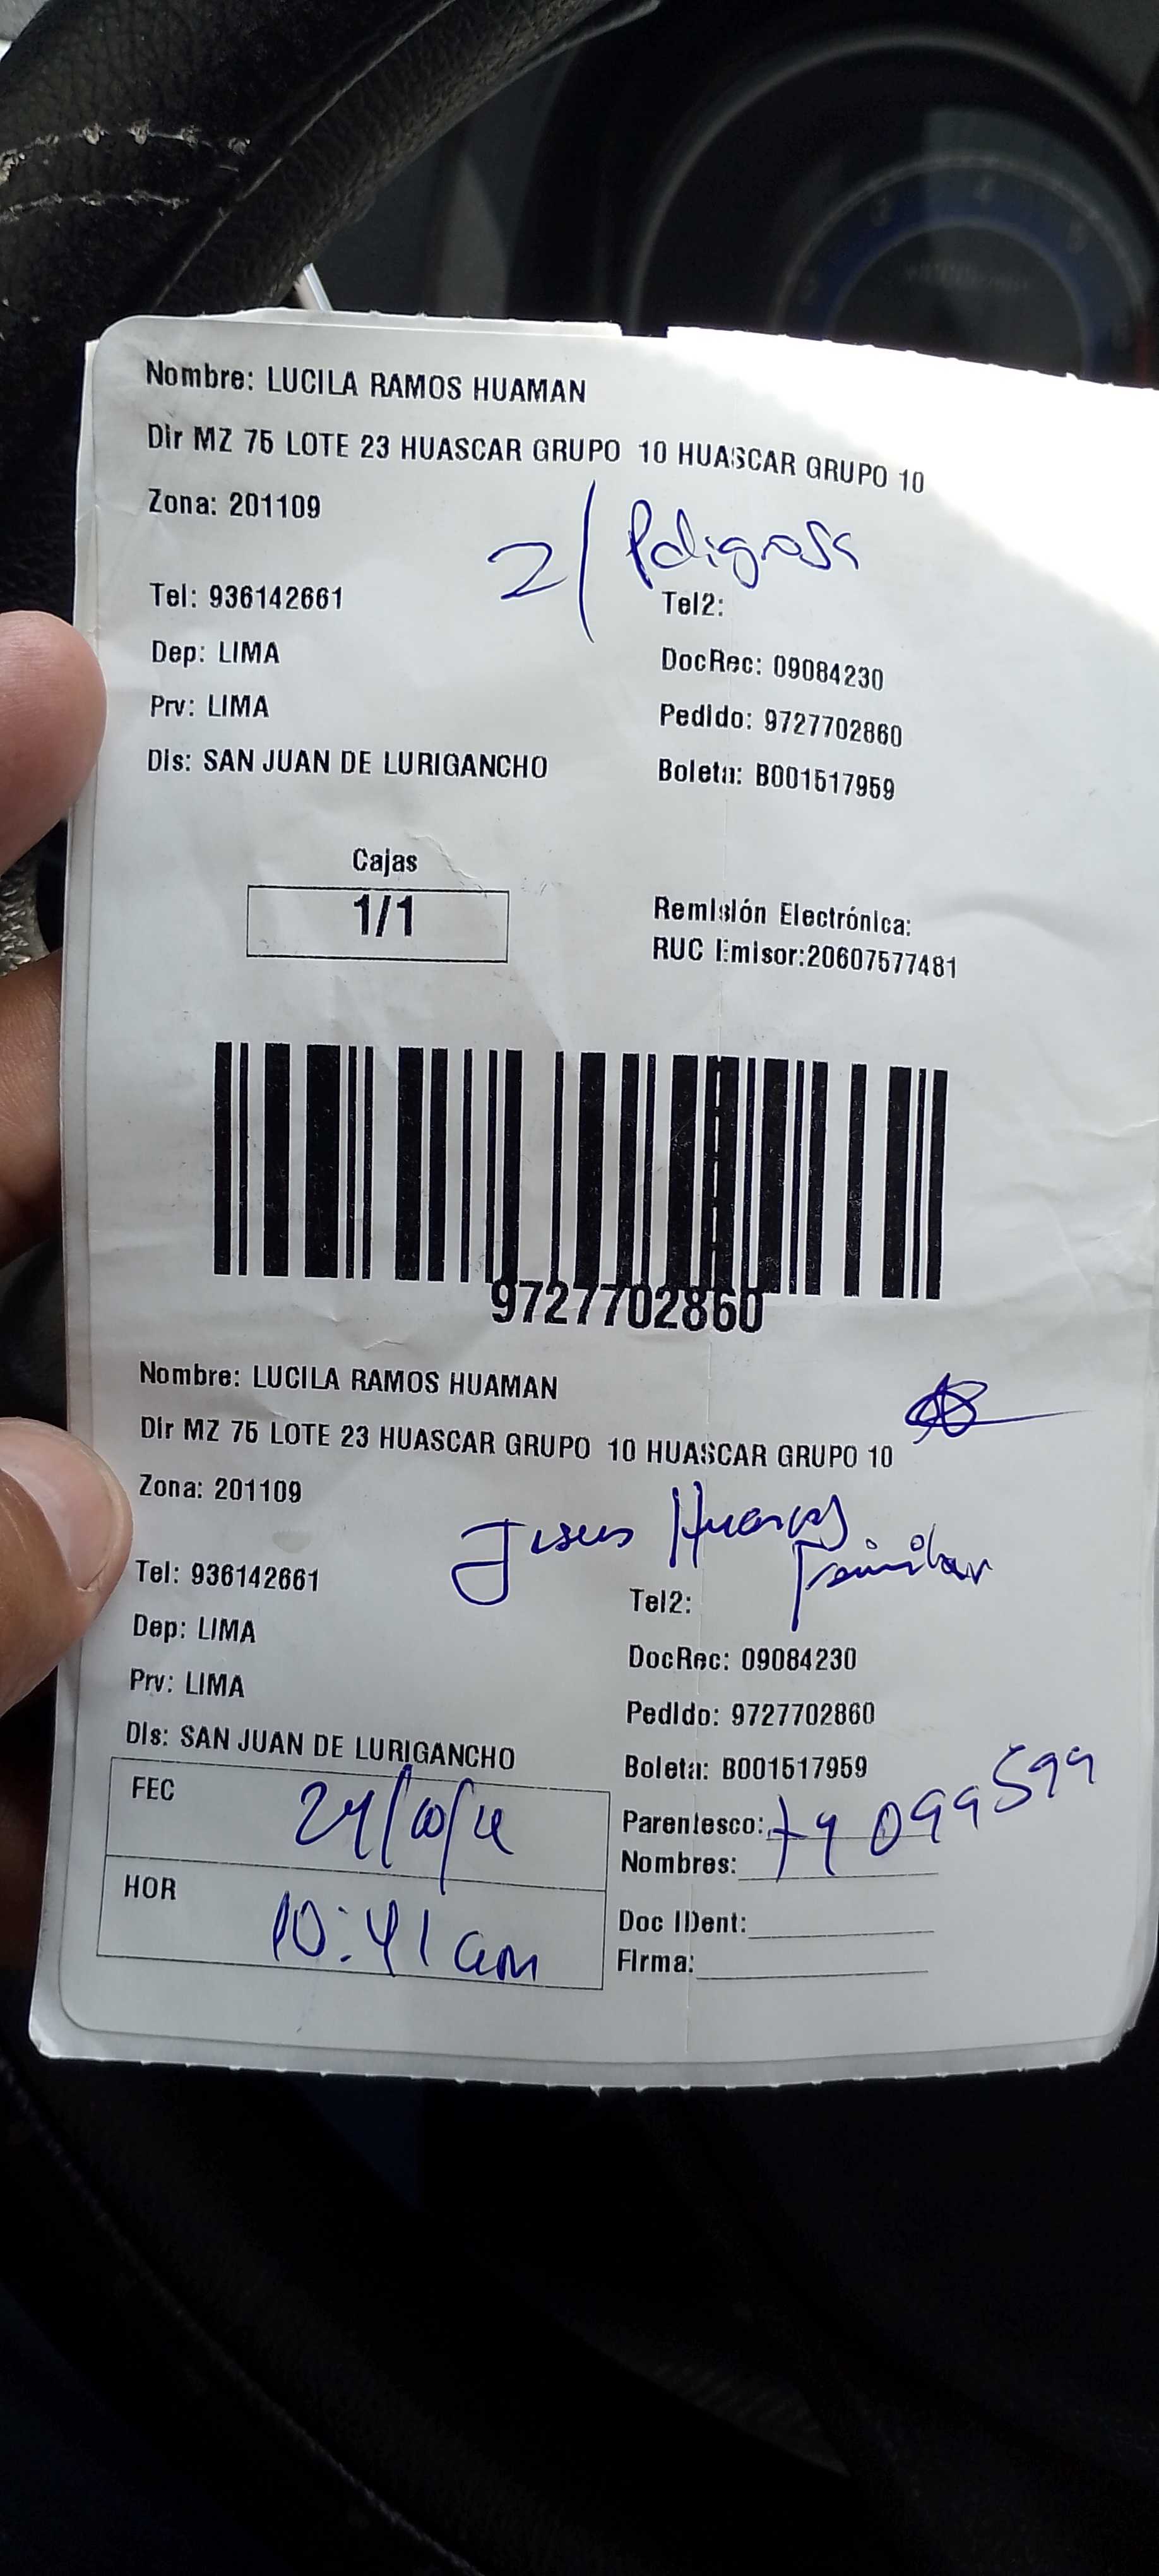 Nombre: LUCILA RAMOS HUAMAN
Dir MZ 75 LOTE 23 HUASCAR GRUPO 10 HUASCAR GRUPO 10
Zona: 201109
2/
Tel: 936142661 Tel2:
Dep: LIMA DocRec: 09084230
Prv: LIMA Pedido: 9727702860
Dis: SAN JUAN DE LURIGANCHO Boleta: B001517959
Cajas
1/1
Remisión Electrónica:
RUC Emisor:20607577481
9727702860
Nombre: LUCILA RAMOS HUAMAN
Dir MZ 75 LOTE 23 HUASCAR GRUPO 10 HUASCAR GRUPO 10
Zona: 201109
Jesus
Tel: 936142661 Tel2:
Dep: LIMA DocRec: 09084230
Prv: LIMA Pedido: 9727702860
Dis: SAN JUAN DE LURIGANCHO Boleta: B001517959
FEC
Parentesco:
Nombres:
HOR 10:41 am
Doc IDent:
Firma: